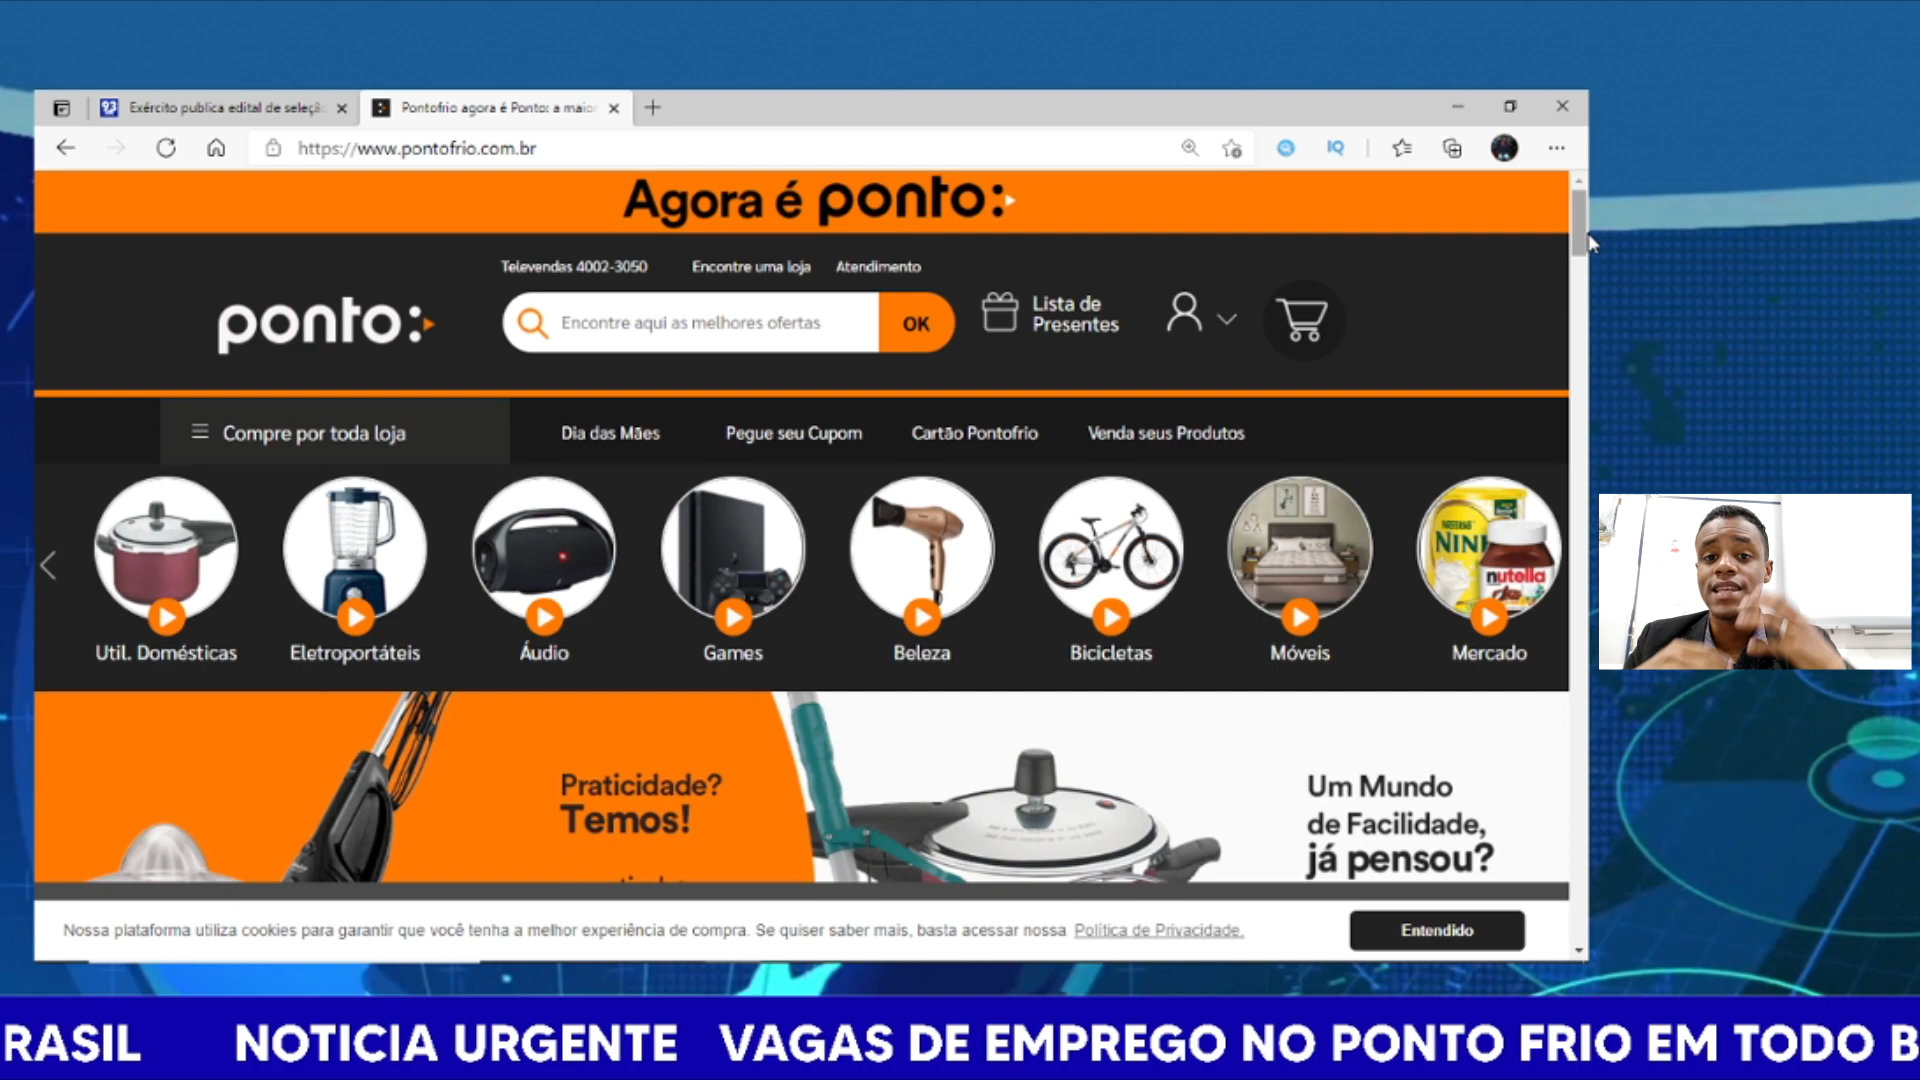 Exército publica edital de seleçã
Pontofrio agora é Ponto: a maio
https://www.pontofrio.com.br
IQ
Agora é ponto:
Televendas 4002-3050 Encontre uma loja Atendimento
ponto:
Encontre aqui as melhores ofertas
OK
Lista de
Presentes
Compre por toda loja
Dia das Mães Pegue seu Cupom Cartão Pontofrio Venda seus Produtos
NIN
nutella
Util. Domésticas Eletroportáteis Áudio Games Beleza Bicicletas Móveis Mercado
Praticidade?
Temos!
Um Mundo
de Facilidade,
já pensou?
Nossa plataforma utiliza cookies para garantir que você tenha a melhor experiência de compra. Se quiser saber mais, basta acessar nossa Política de Privacidade.
Entendido
RASIL NOTICIA URGENTE VAGAS DE EMPREGO NO PONTO FRIO EM TODO B